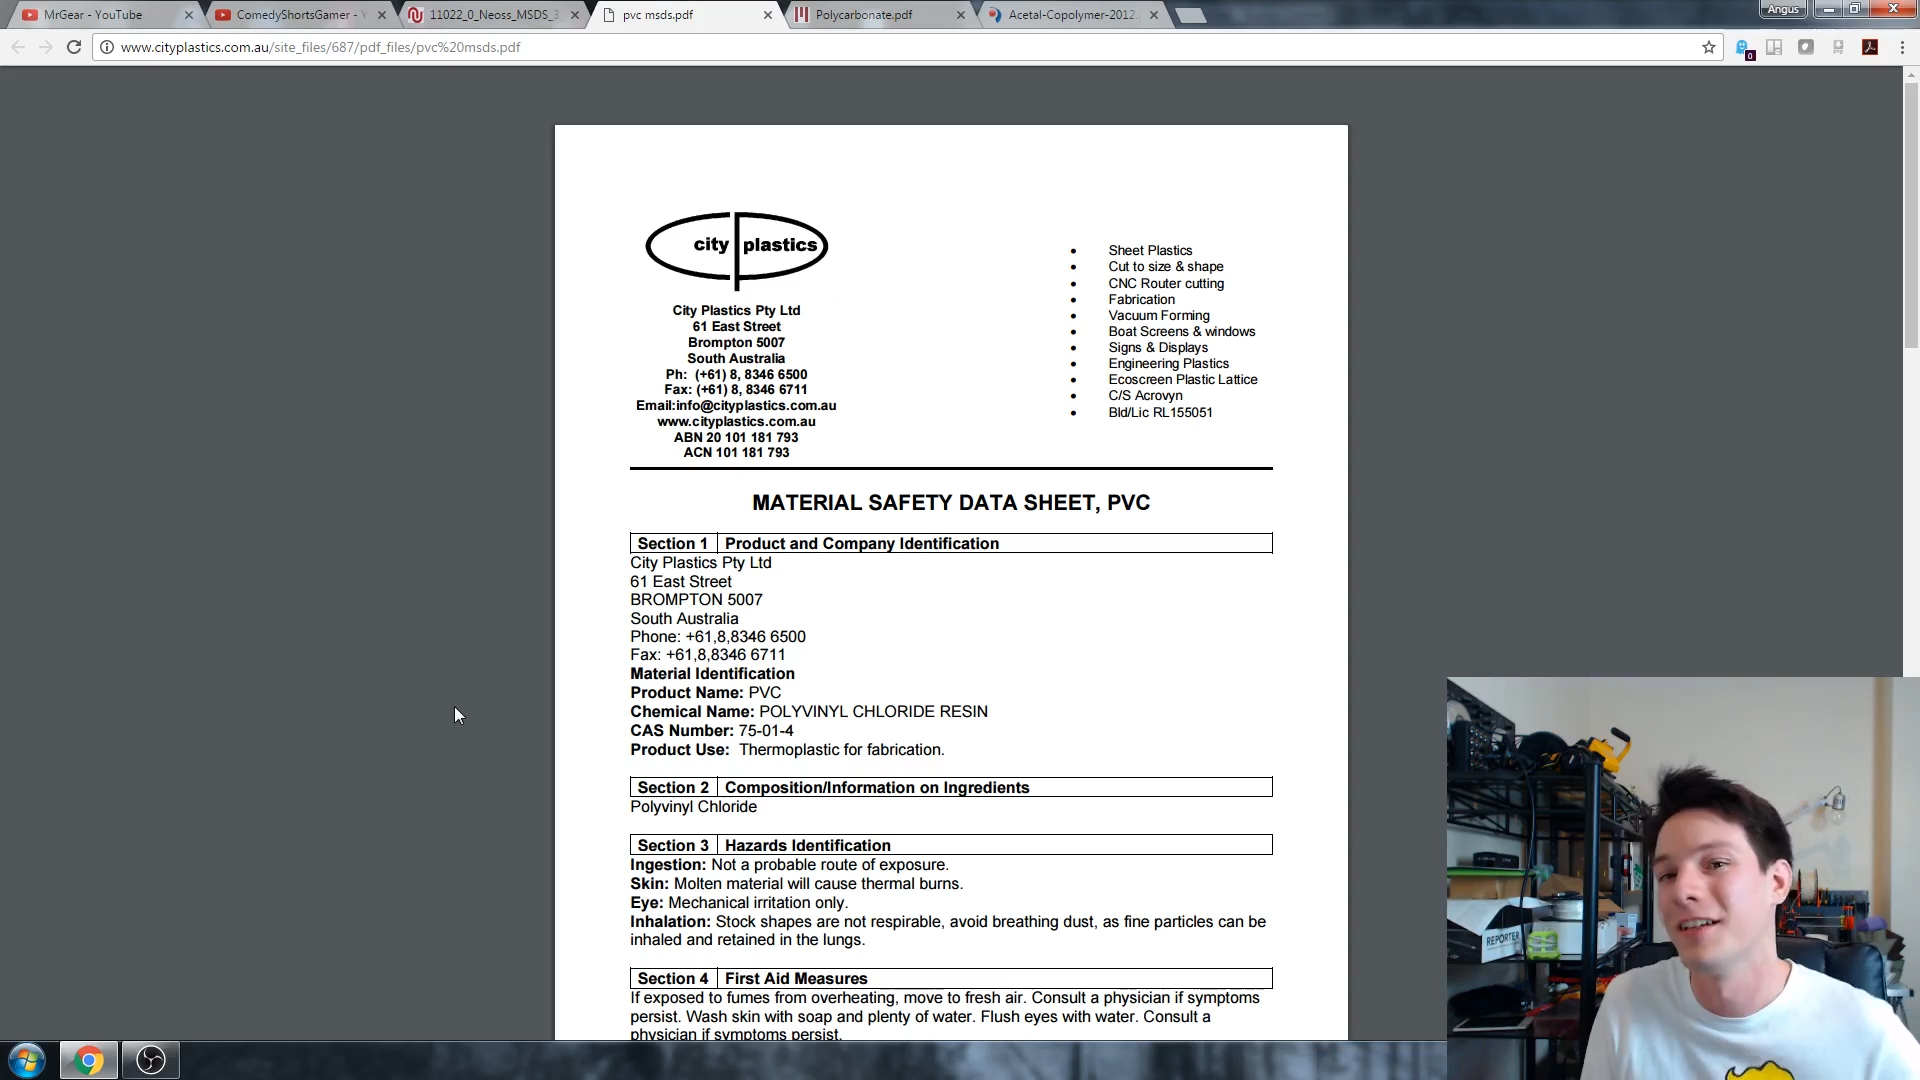 MrGear - YouTube
ComedyShortsGamer - Y
11022_0_Neoss_MSDS_3
pvc msds.pdf
Polycarbonate.pdf
Acetal-Copolymer-2012.
Angus
www.cityplastics.com.au/site_files/687/pdf_files/pvc%20msds.pdf
0
city plastics
City Plastics Pty Ltd
61 East Street
Brompton 5007
South Australia
Ph: (+61) 8, 8346 6500
Fax: (+61) 8, 8346 6711
Email:info@cityplastics.com.au
www.cityplastics.com.au
ABN 20 101 181 793
ACN 101 181 793
• Sheet Plastics
• Cut to size & shape
• CNC Router cutting
• Fabrication
• Vacuum Forming
• Boat Screens & windows
• Signs & Displays
• Engineering Plastics
• Ecoscreen Plastic Lattice
• C/S Acrovyn
• Bld/Lic RL155051
MATERIAL SAFETY DATA SHEET, PVC
Section 1 Product and Company Identification
City Plastics Pty Ltd
61 East Street
BROMPTON 5007
South Australia
Phone: +61,8,8346 6500
Fax: +61,8,8346 6711
Material Identification
Product Name: PVC
Chemical Name: POLYVINYL CHLORIDE RESIN
CAS Number: 75-01-4
Product Use: Thermoplastic for fabrication.
Section 2 Composition/Information on Ingredients
Polyvinyl Chloride
Section 3 Hazards Identification
Ingestion: Not a probable route of exposure.
Skin: Molten material will cause thermal burns.
Eye: Mechanical irritation only.
Inhalation: Stock shapes are not respirable, avoid breathing dust, as fine particles can be
inhaled and retained in the lungs.
Section 4 First Aid Measures
If exposed to fumes from overheating, move to fresh air. Consult a physician if symptoms
persist. Wash skin with soap and plenty of water. Flush eyes with water. Consult a
physician if symptoms persist.
REPORTER